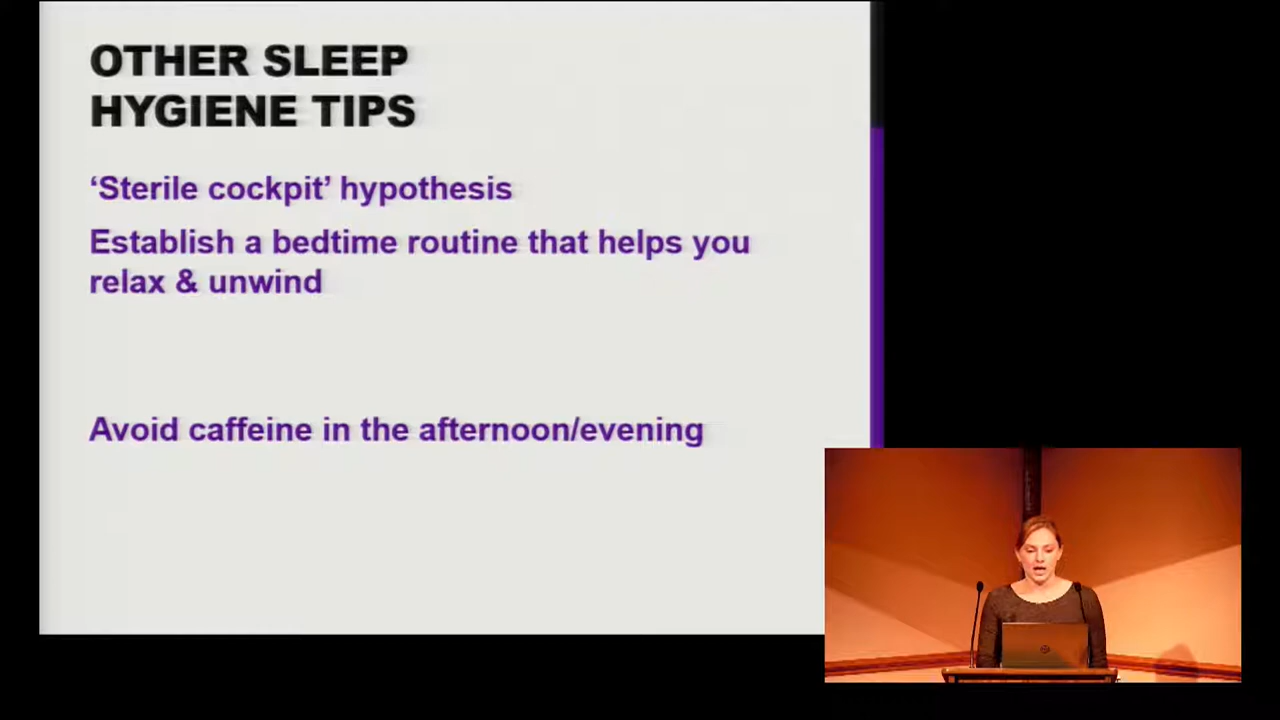 OTHER SLEEP
HYGIENE TIPS
‘Sterile cockpit’ hypothesis
Establish a bedtime routine that helps you
relax & unwind
Avoid caffeine in the afternoon/evening